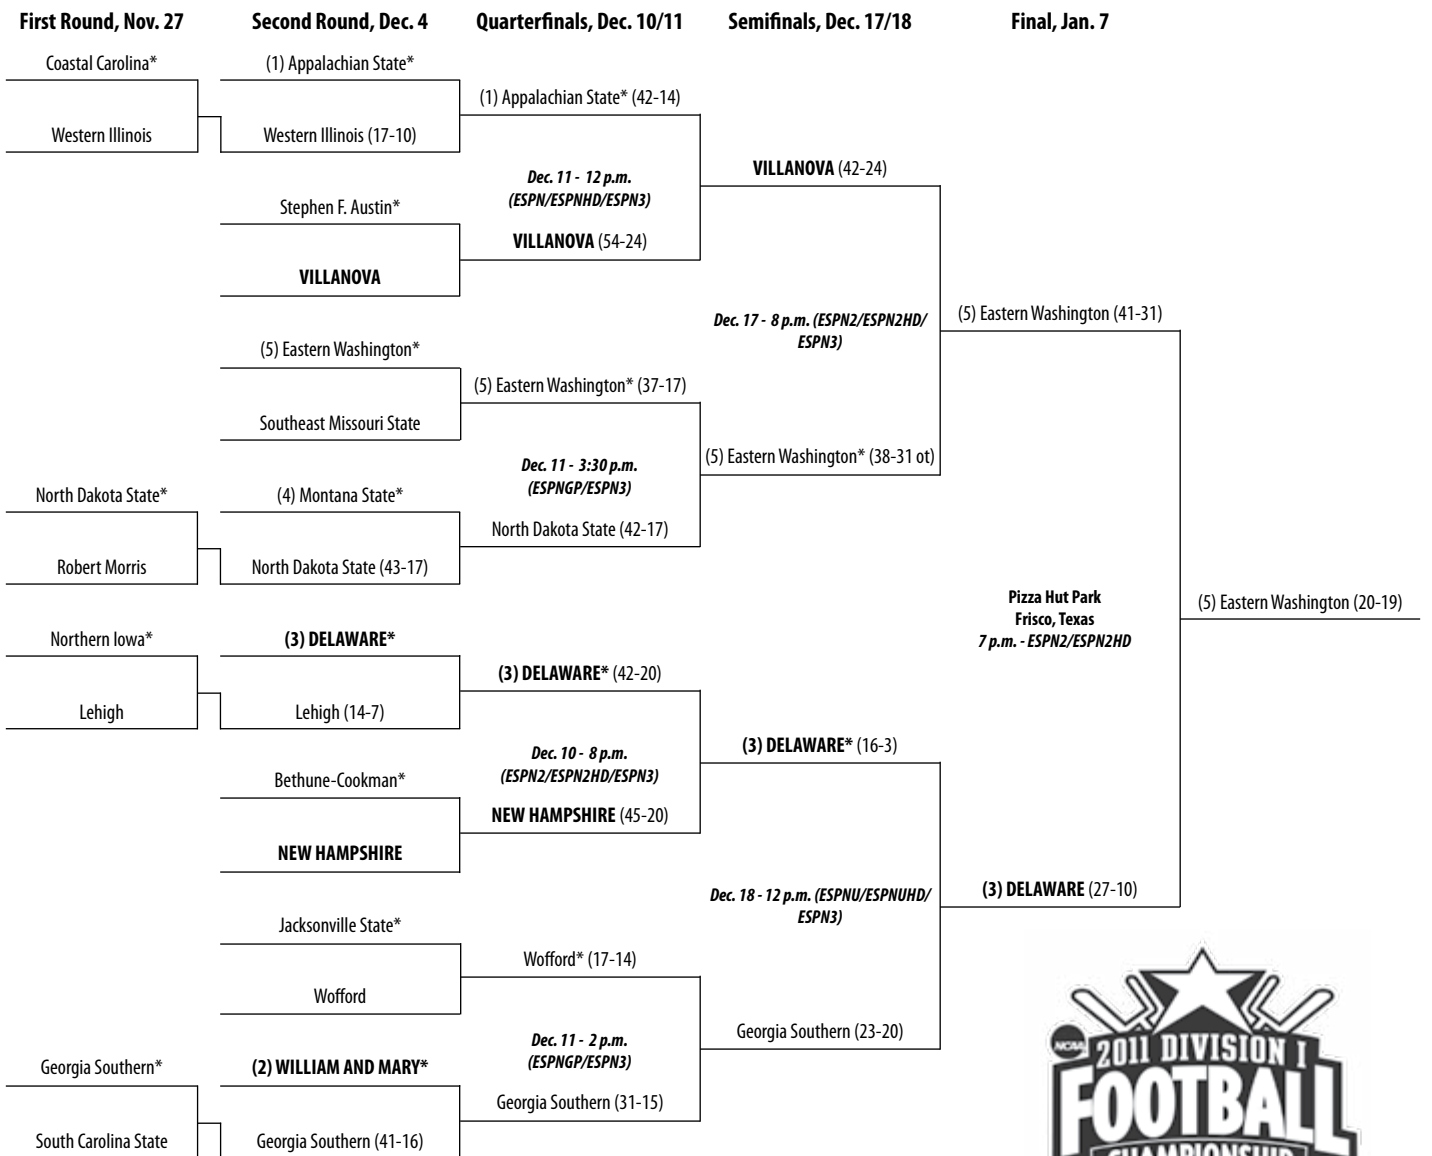 First Round, Nov. 27
Second Round, Dec. 4
Quarterfinals, Dec. 10/11
Semifinals, Dec. 17/18
Final, Jan. 7
Coastal Carolina*
Western Illinois
North Dakota State*
Robert Morris
Northern Iowa*
Lehigh
Georgia Southern*
South Carolina State
(1) Appalachian State*
Western Illinois (17-10)
Stephen F. Austin*
VILLANOVA
(5) Eastern Washington*
Southeast Missouri State
(4) Montana State*
North Dakota State (43-17)
(3) DELAWARE*
Lehigh (14-7)
Bethune-Cookman*
NEW HAMPSHIRE
Jacksonville State*
Wofford
(2) WILLIAM AND MARY*
Georgia Southern (41-16)
(1) Appalachian State* (42-14)
Dec. 11 - 12 p.m.
(ESPN/ESPNHD/ESPN3)
VILLANOVA (54-24)
(5) Eastern Washington* (37-17)
Dec. 11 - 3:30 p.m.
(ESPNGP/ESPN3)
North Dakota State (42-17)
(3) DELAWARE* (42-20)
Dec. 10 - 8 p.m.
(ESPN2/ESPN2HD/ESPN3)
NEW HAMPSHIRE (45-20)
Wofford* (17-14)
Dec. 11 - 2 p.m.
(ESPNGP/ESPN3)
Georgia Southern (31-15)
VILLANOVA (42-24)
Dec. 17 - 8 p.m. (ESPN2/ESPN2HD/
ESPN3)
(5) Eastern Washington* (38-31 ot)
(3) DELAWARE* (16-3)
Dec. 18 - 12 p.m. (ESPNU/ESPNUHD/
ESPN3)
Georgia Southern (23-20)
(5) Eastern Washington (41-31)
Pizza Hut Park
Frisco, Texas
7 p.m. - ESPN2/ESPN2HD
(3) DELAWARE (27-10)
(5) Eastern Washington (20-19)
NCAA
2011 DIVISION I
FOOTBALL
CHAMPIONSHIP